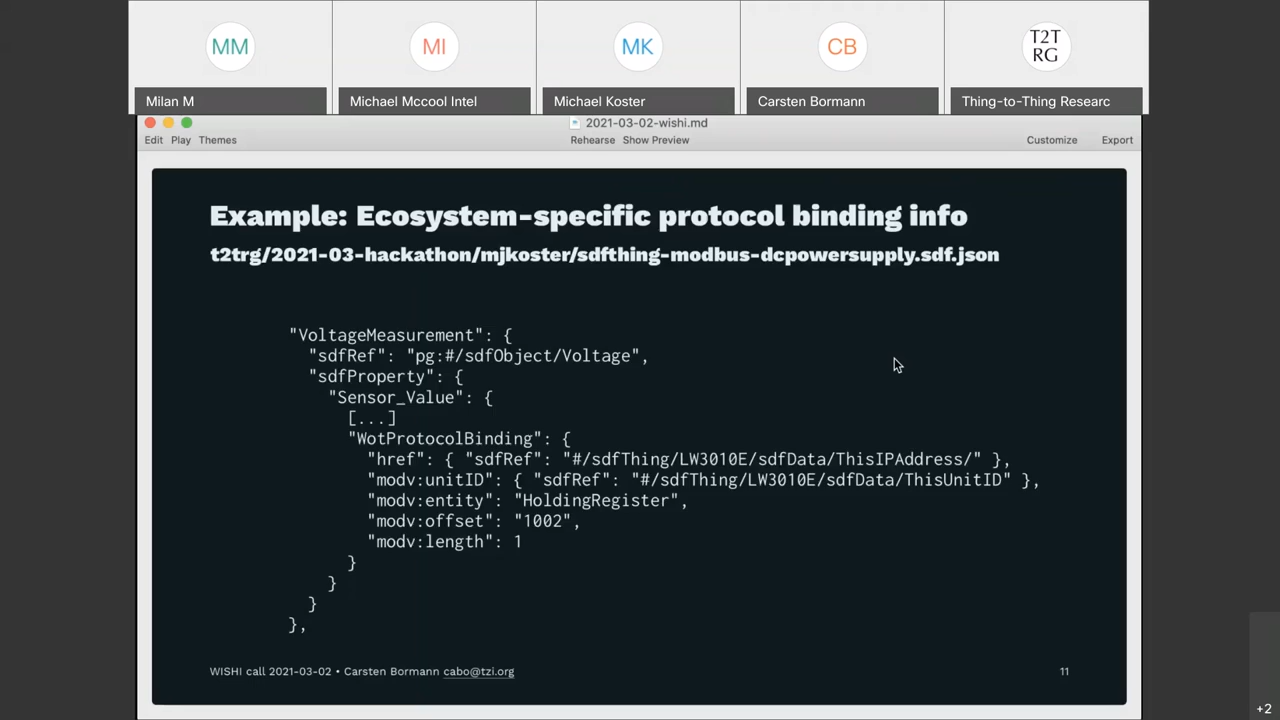 MM
MI
MK
CB
T2T
RG
Milan M
Michael Mccool Intel
Michael Koster
Carsten Bormann
Thing-to-Thing Researc
2021-03-02-wishi.md
Edit Play Themes
Rehearse Show Preview
Customize Export
Example: Ecosystem-specific protocol binding info
t2trg/2021-03-hackathon/mjkoster/sdfthing-modbus-dcpowersupply.sdf.json
"VoltageMeasurement": {
"sdfRef": "pg:#/sdfObject/Voltage",
"sdfProperty": {
"Sensor_Value": {
[...]
"WotProtocolBinding": {
"href": { "sdfRef": "#/sdfThing/LW3010E/sdfData/ThisIPAddress/" },
"modv:unitID": { "sdfRef": "#/sdfThing/LW3010E/sdfData/ThisUnitID" },
"modv:entity": "HoldingRegister",
"modv:offset": "1002",
"modv:length": 1
}
}
}
},
WISHI call 2021-03-02 • Carsten Bormann cabo@tzi.org
11
+2